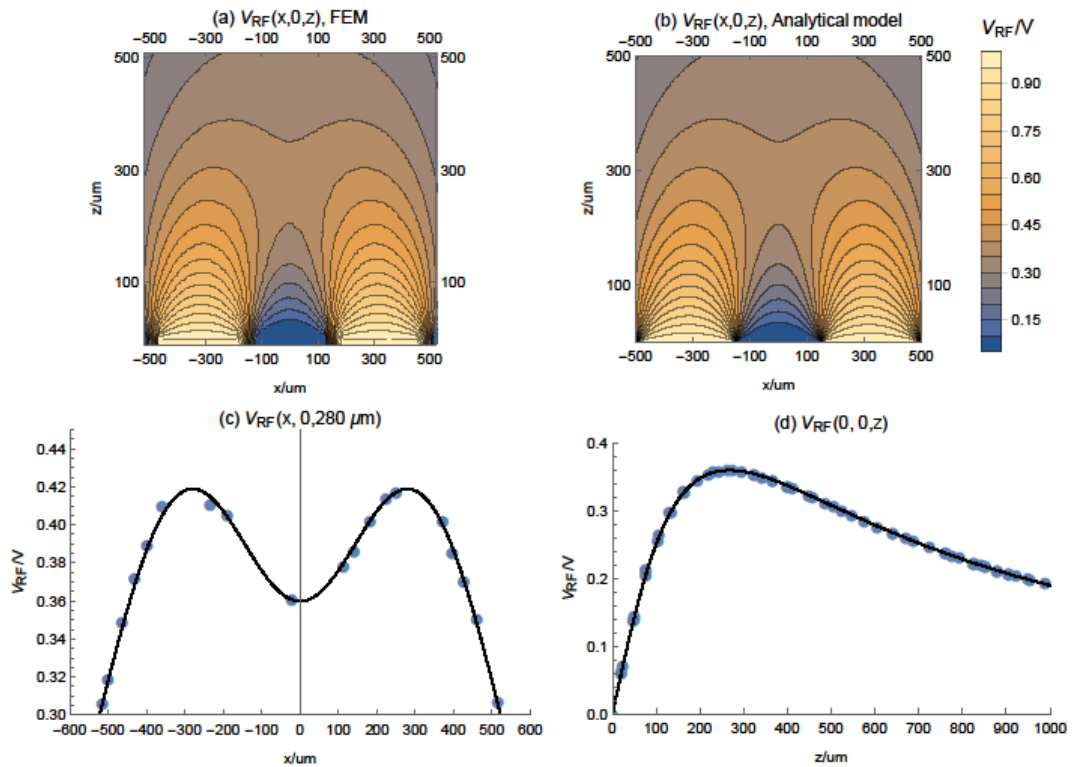 (a) V_RF(x,0,z), FEM
−500 −300 −100 100 300 500
500
300
100
z/um
500
300
100
−500 −300 −100 100 300 500
x/um
(b) V_RF(x,0,z), Analytical model
−500 −300 −100 100 300 500
500
300
100
z/um
500
300
100
−500 −300 −100 100 300 500
x/um
V_RF/V
0.90
0.75
0.60
0.45
0.30
0.15
(c) V_RF(x, 0,280 μm)
0.44
0.42
0.40
0.38
0.36
0.34
0.32
0.30
V_RF/V
−600 −500 −400 −300 −200 −100 0 100 200 300 400 500 600
x/um
(d) V_RF(0, 0,z)
0.4
0.3
0.2
0.1
0.0
V_RF/V
0 100 200 300 400 500 600 700 800 900 1000
z/um